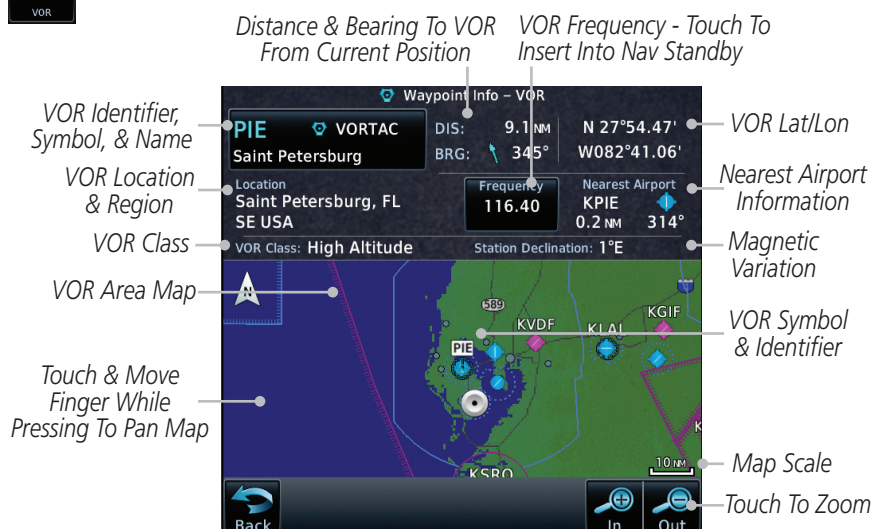 VOR
Distance & Bearing To VOR
From Current Position
VOR Frequency - Touch To
Insert Into Nav Standby
VOR Identifier,
Symbol, & Name
VOR Location
& Region
VOR Class
VOR Area Map
Touch & Move
Finger While
Pressing To Pan Map
Waypoint Info – VOR
PIE VORTAC
Saint Petersburg
DIS: 9.1 NM
BRG: 345°
N 27°54.47'
W082°41.06'
Location
Saint Petersburg, FL
SE USA
Frequency
116.40
Nearest Airport
KPIE
0.2 NM 314°
VOR Class: High Altitude
Station Declination: 1°E
N
589
KVDF
KLAL
KGIF
PIE
KSRQ
K
10 NM
Back
In
Out
VOR Lat/Lon
Nearest Airport
Information
Magnetic
Variation
VOR Symbol
& Identifier
Map Scale
Touch To Zoom